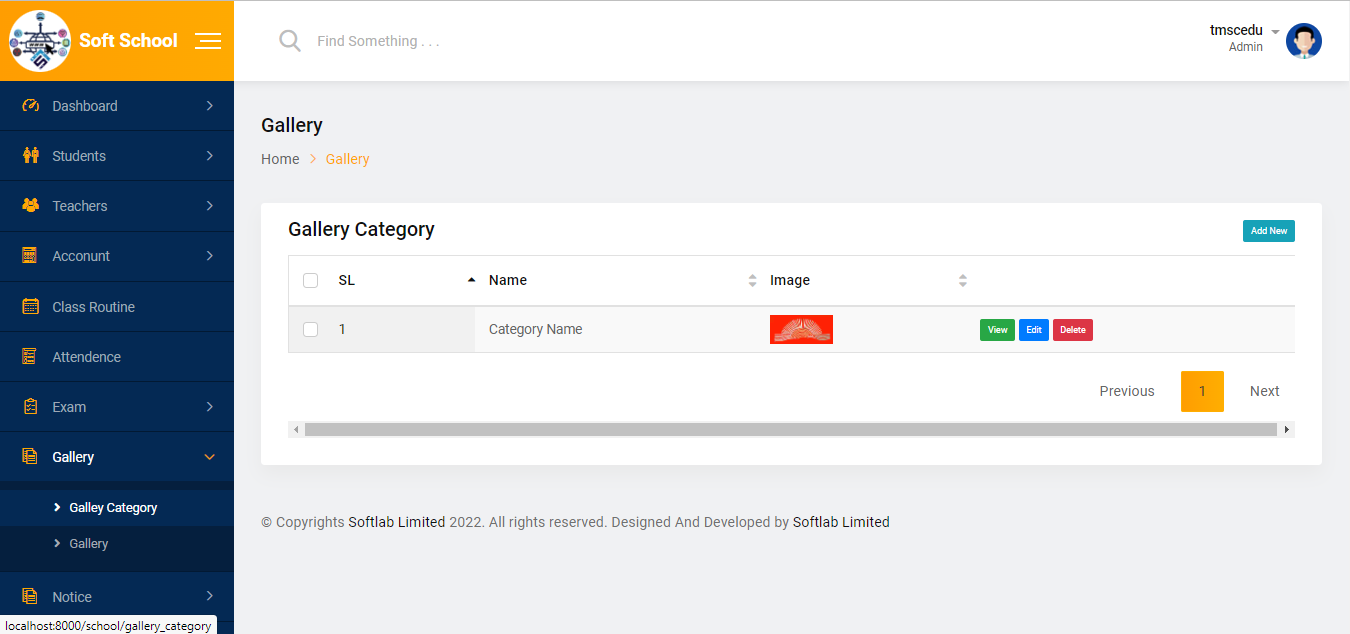 Soft School
Find Something . . .
tmscedu
Admin
Dashboard
Students
Teachers
Acconunt
Class Routine
Attendence
Exam
Gallery
Galley Category
Gallery
Notice
localhost:8000/school/gallery_category
Gallery
Home > Gallery
Gallery Category
Add New
SL Name Image
1 Category Name View Edit Delete
Previous 1 Next
© Copyrights Softlab Limited 2022. All rights reserved. Designed And Developed by Softlab Limited